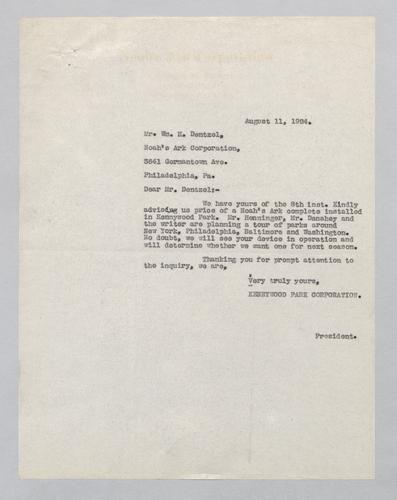 August 11, 1924.
Mr. Wm. H. Dentzel,
Noah's Ark Corporation,
3641 Germantown Ave.
Philadelphia, Pa.
Dear Mr. Dentzel:-
We have yours of the 8th inst. Kindly
advising us price of a Noah's Ark complete installed
in Kennywood Park. Mr. Henninger, Mr. Danahey and
the writer are planning a tour of parks around
New York, Philadelphia, Baltimore and Washington.
No doubt, we will see your device in operation and
will determine whether we want one for next season.
Thanking you for prompt attention to
the inquiry, we are,
Very truly yours,
KENNYWOOD PARK CORPORATION.
President.